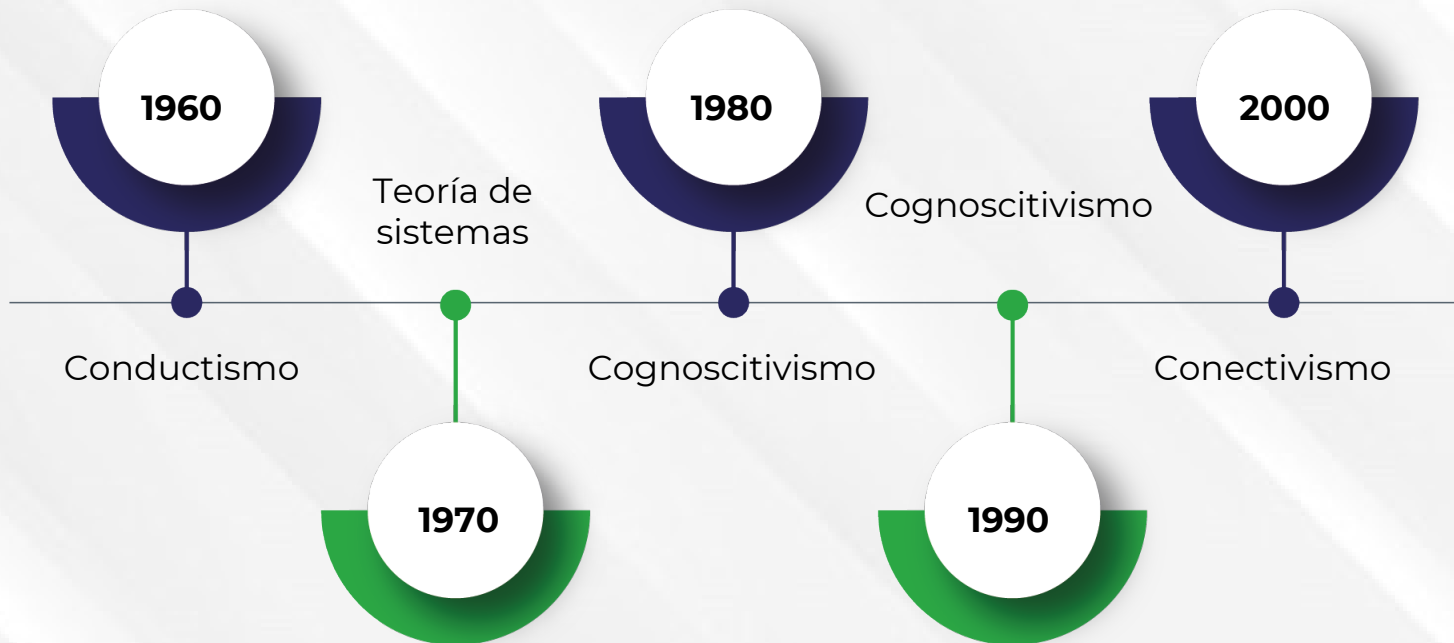 1960
Conductismo
Teoría de
sistemas
1970
1980
Cognoscitivismo
Cognoscitivismo
1990
2000
Conectivismo